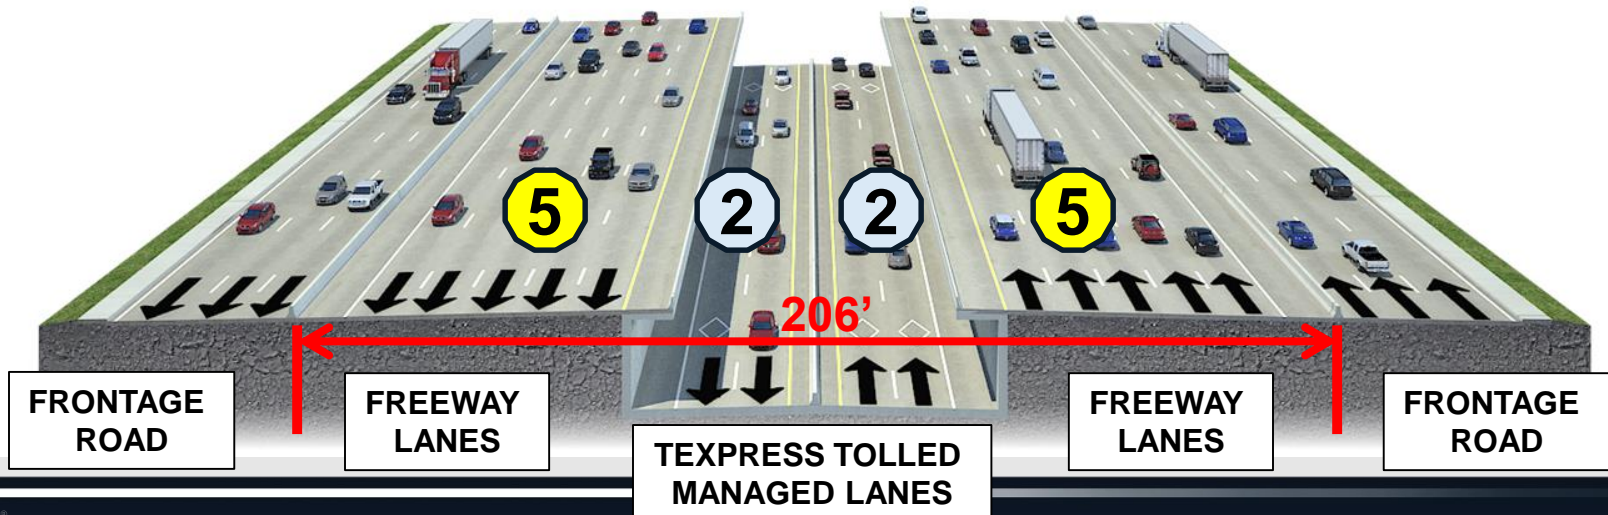 5
2
2
5
206’
FRONTAGE
ROAD
FREEWAY
LANES
TEXPRESS TOLLED
MANAGED LANES
FREEWAY
LANES
FRONTAGE
ROAD
®